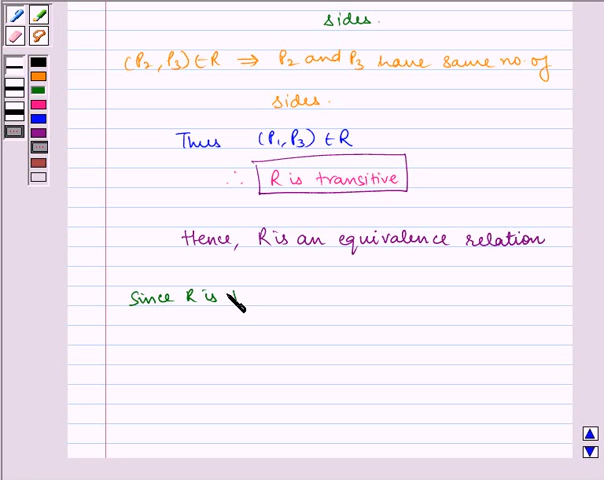 sides.
(P₂, P₃) ∈ R ⇒ P₂ and P₃ have same no. of
sides.
Thus (P₁, P₃) ∈ R
∴ R is transitive
Hence, R is an equivalence relation
Since R is